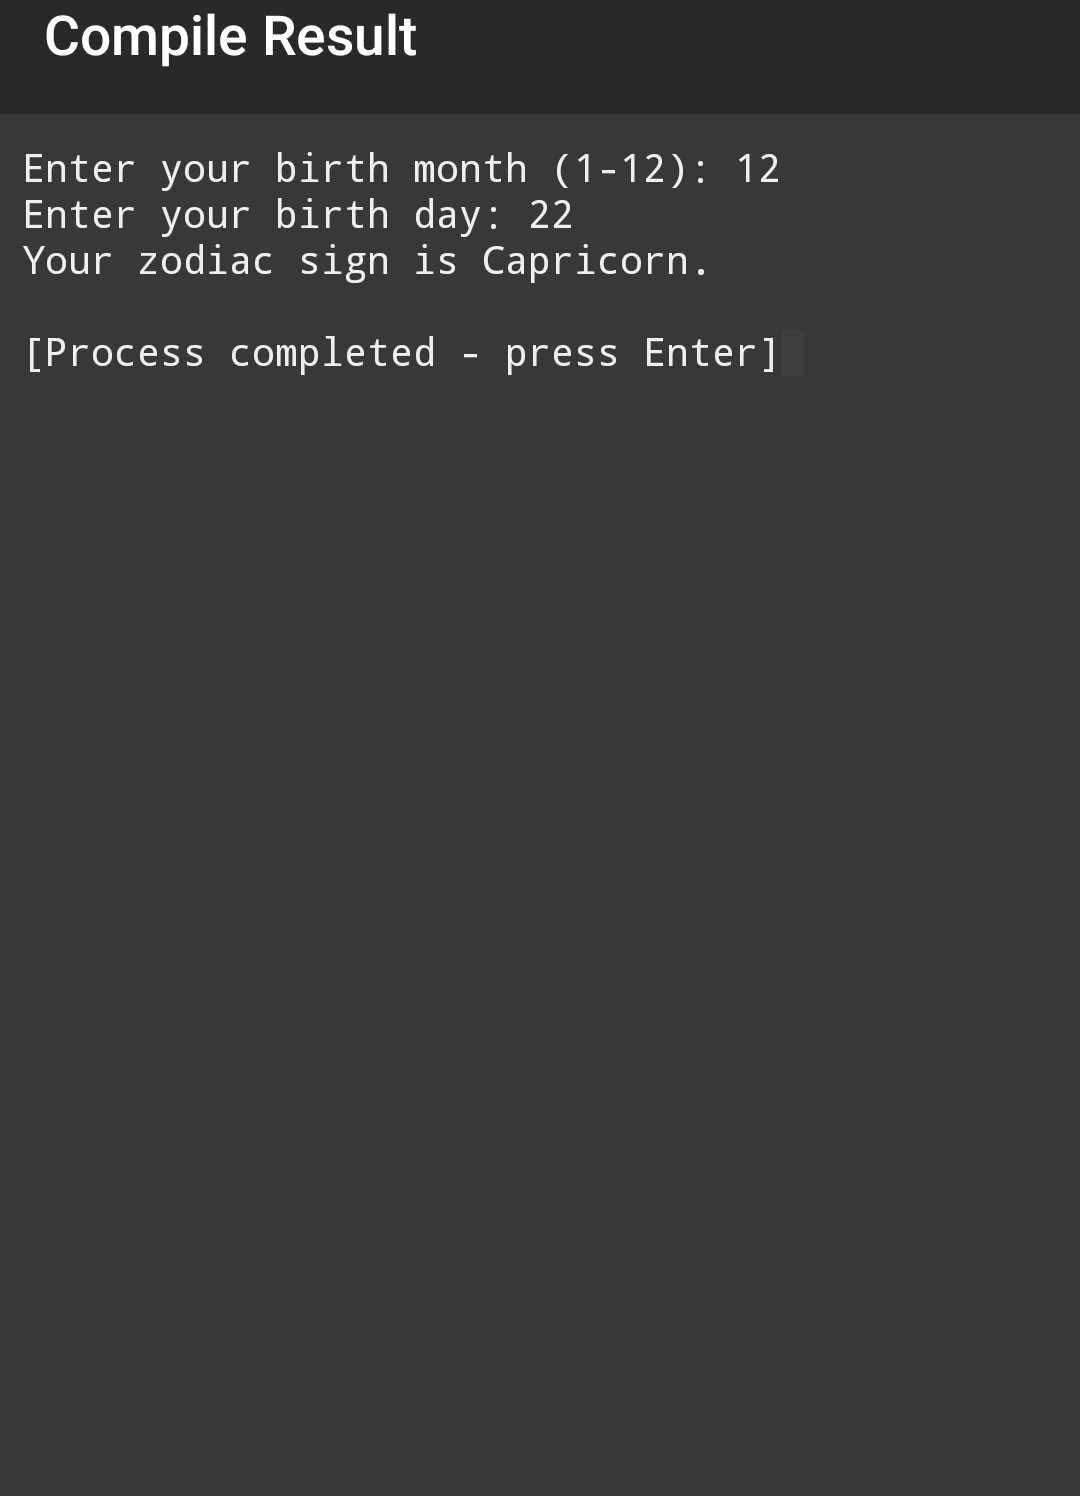 Compile Result
Enter your birth month (1-12): 12
Enter your birth day: 22
Your zodiac sign is Capricorn.
[Process completed - press Enter]